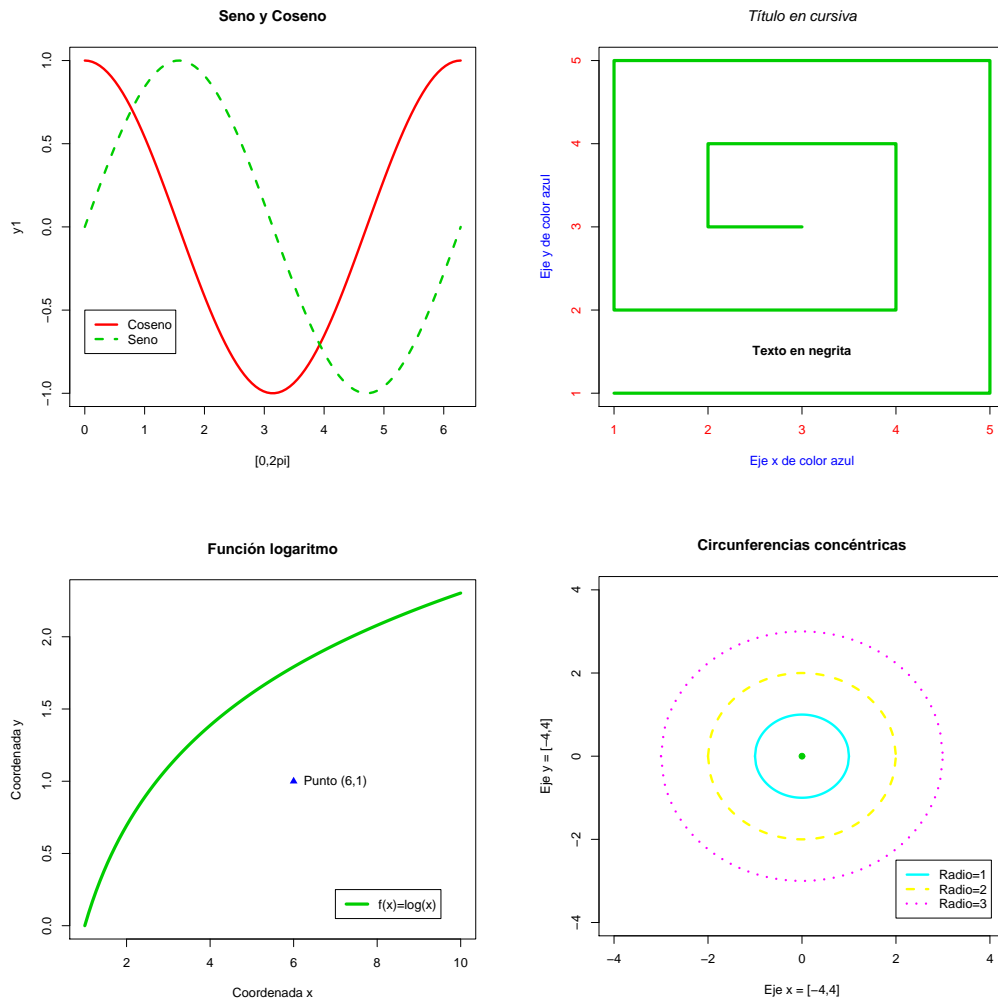 Seno y Coseno
1.0
0.5
0.0
−0.5
−1.0
y1
Coseno
Seno
0 1 2 3 4 5 6
[0,2pi]
Título en cursiva
5
4
3
2
1
Eje y de color azul
Texto en negrita
1 2 3 4 5
Eje x de color azul
Función logaritmo
2.0
1.5
1.0
0.5
0.0
Coordenada y
Punto (6,1)
f(x)=log(x)
2 4 6 8 10
Coordenada x
Circunferencias concéntricas
4
2
0
−2
−4
Eje y = [−4,4]
Radio=1
Radio=2
Radio=3
−4 −2 0 2 4
Eje x = [−4,4]